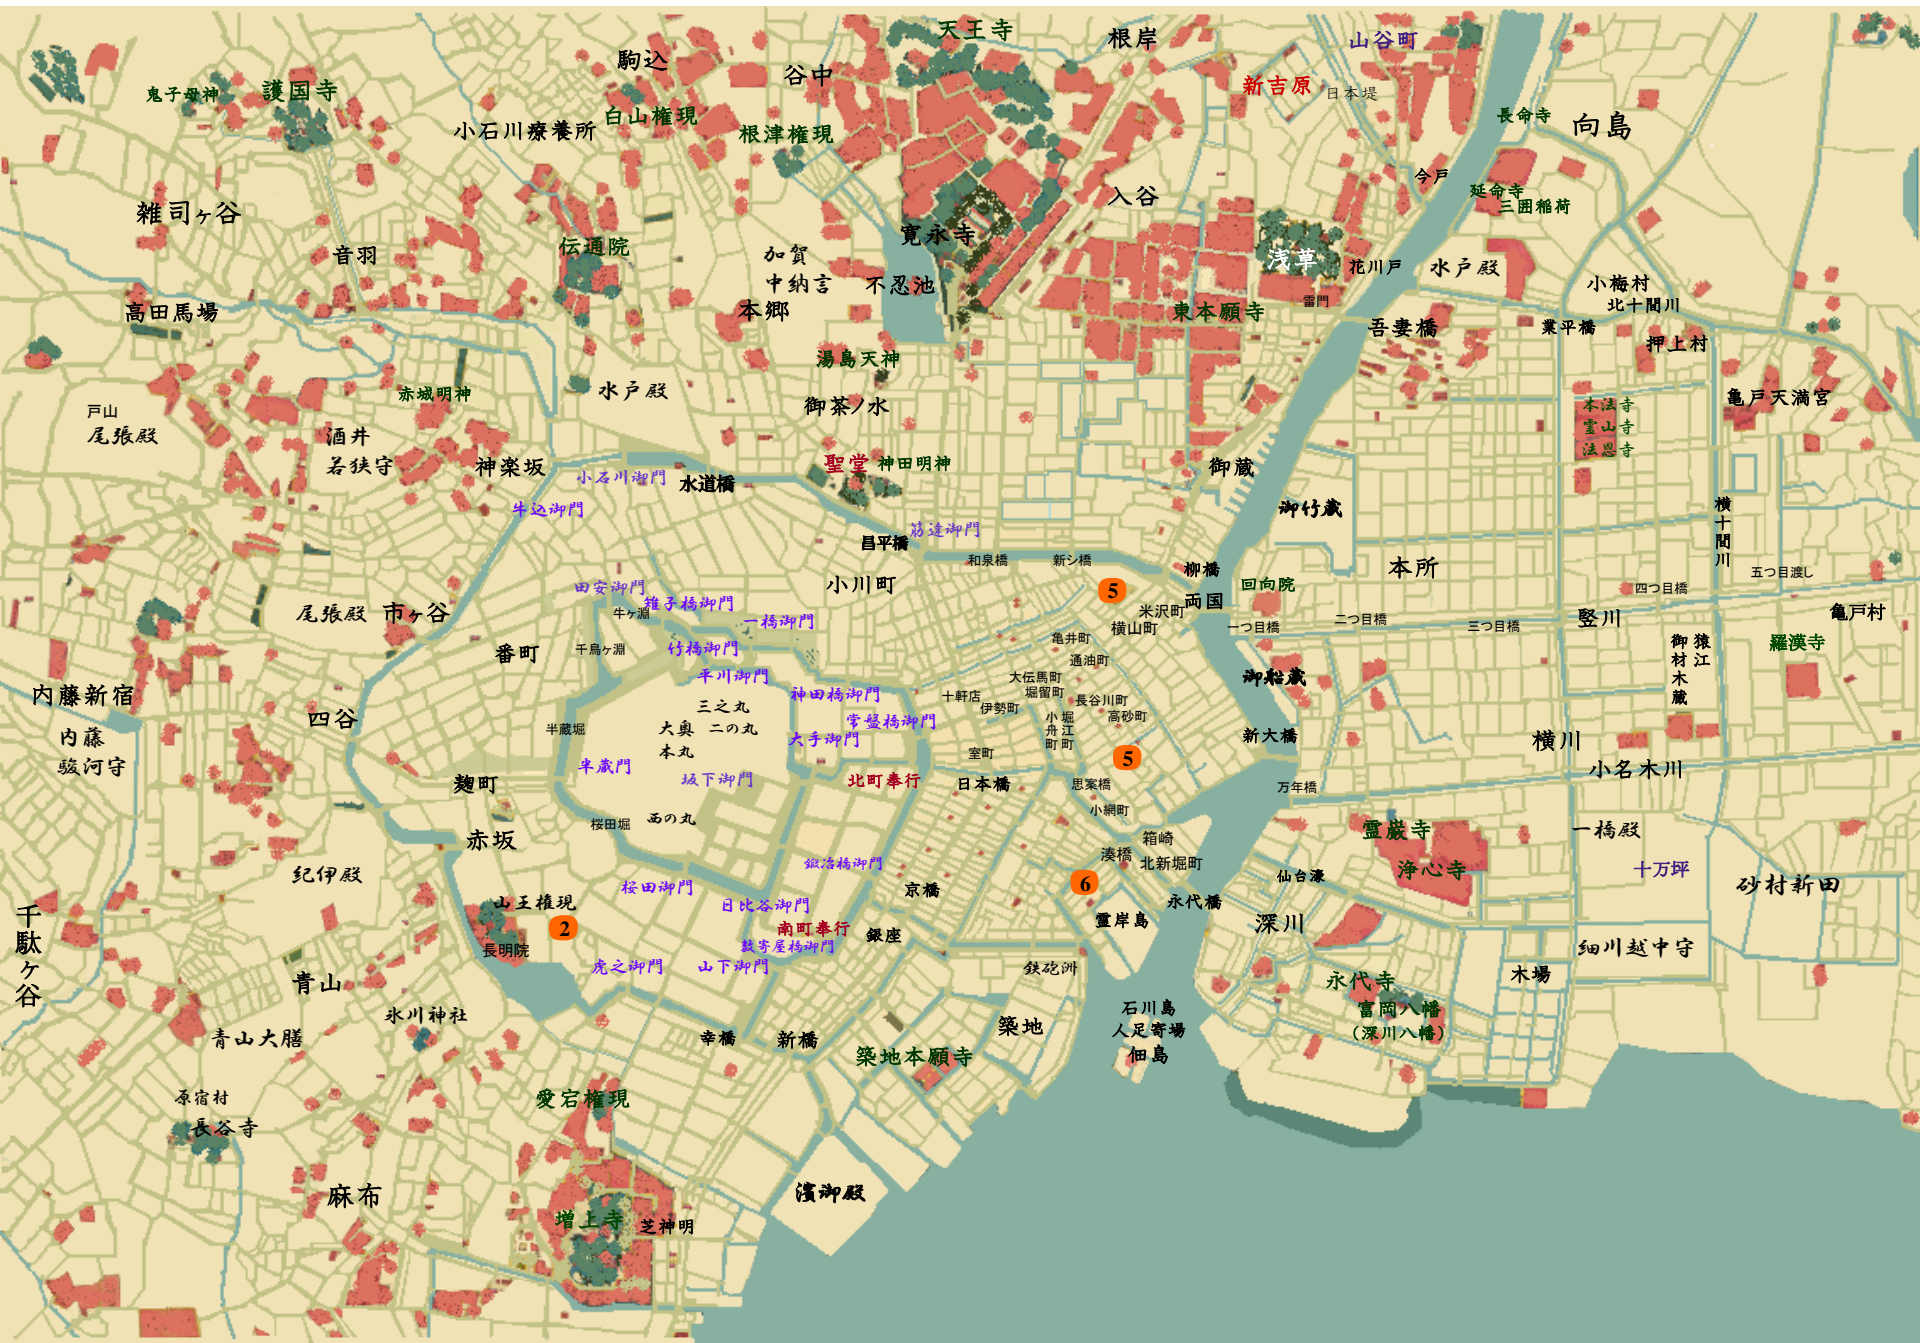 天王寺
根岸
山谷町
駒込
谷中
鬼子母神
護国寺
新吉原
日本堤
白山権現
小石川療養所
根津権現
長命寺
向島
今戸
延命寺
三囲稲荷
入谷
雑司ヶ谷
音羽
伝通院
加賀
中納言
寛永寺
浅草
花川戸
水戸殿
不忍池
小梅村
北十間川
高田馬場
本郷
東本願寺
雷門
吾妻橋
業平橋
押上村
湯島天神
赤城明神
水戸殿
御茶ノ水
亀戸天満宮
戸山
尾張殿
本法寺
霊山寺
法恩寺
酒井
若狭守
神楽坂
小石川御門
水道橋
聖堂
神田明神
御蔵
牛込御門
御竹蔵
横十間川
筋違御門
昌平橋
和泉橋
新シ橋
柳橋
本所
五つ目渡し
小川町
田安御門
雉子橋御門
5
回向院
四つ目橋
尾張殿
市ヶ谷
牛ヶ淵
一橋御門
米沢町
両国
横山町
一つ目橋
二つ目橋
三つ目橋
竪川
亀戸村
番町
千鳥ヶ淵
竹橋御門
亀井町
通油町
猿江
御材木蔵
羅漢寺
平川御門
大伝馬町
御船蔵
内藤新宿
神田橋御門
十軒店
堀留町
伊勢町
長谷川町
三之丸
四谷
半蔵堀
大奥
二の丸
本丸
常盤橋御門
大手御門
堀江町
小舟町
高砂町
新大橋
横川
内藤
駿河守
半蔵門
坂下御門
北町奉行
室町
日本橋
5
思案橋
万年橋
小名木川
麹町
桜田堀
西の丸
小網町
赤坂
箱崎
湊橋
北新堀町
霊巌寺
一橋殿
紀伊殿
鍛冶橋御門
浄心寺
十万坪
砂村新田
桜田御門
京橋
6
仙台濠
山王権現
日比谷御門
永代橋
千駄ヶ谷
2
南町奉行
銀座
霊岸島
深川
長明院
数寄屋橋御門
細川越中守
虎之御門
山下御門
鉄砲洲
木場
青山
永代寺
氷川神社
石川島
人足寄場
佃島
富岡八幡
(深川八幡)
青山大膳
幸橋
新橋
築地
築地本願寺
原宿村
長谷寺
愛宕権現
麻布
濱御殿
増上寺
芝神明